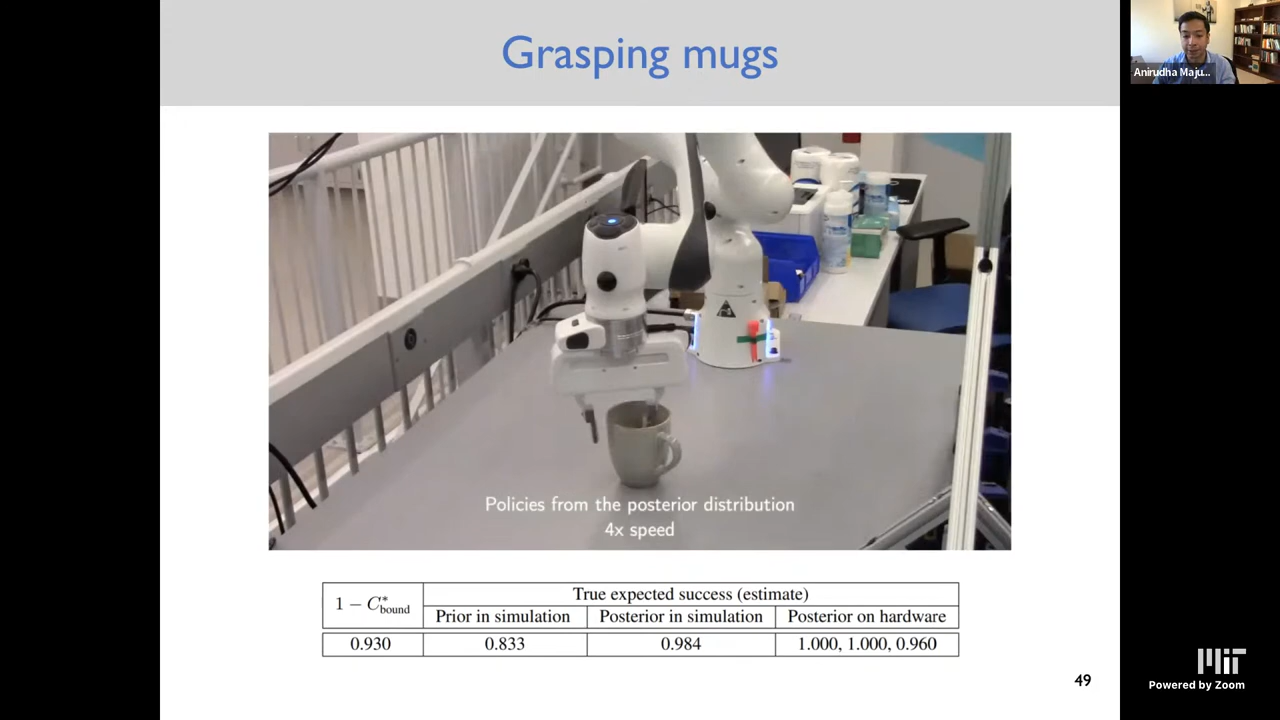 Grasping mugs
Anirudha Maju...
Policies from the posterior distribution
4x speed
1 − C*bound
True expected success (estimate)
Prior in simulation
Posterior in simulation
Posterior on hardware
0.930
0.833
0.984
1.000, 1.000, 0.960
49
MIT
Powered by Zoom